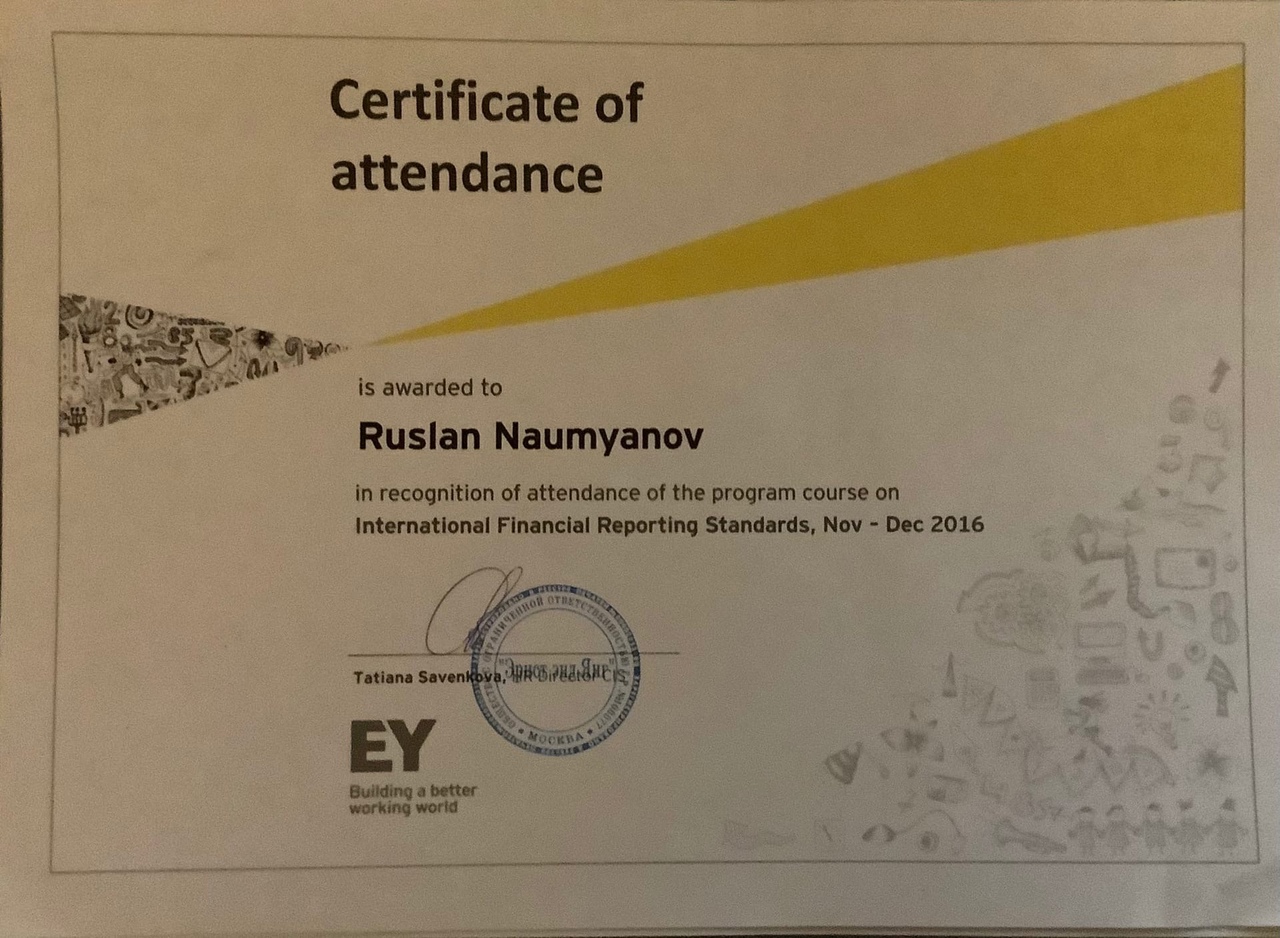 Certificate of
attendance
is awarded to
Ruslan Naumyanov
in recognition of attendance of the program course on
International Financial Reporting Standards, Nov - Dec 2016
Tatiana Savenkova, HR Director CIS
ОГРАНИЧЕННОЙ ОТВЕТСТВЕННОСТЬЮ
"Эрнст энд Янг"
* МОСКВА *
EY
Building a better
working world